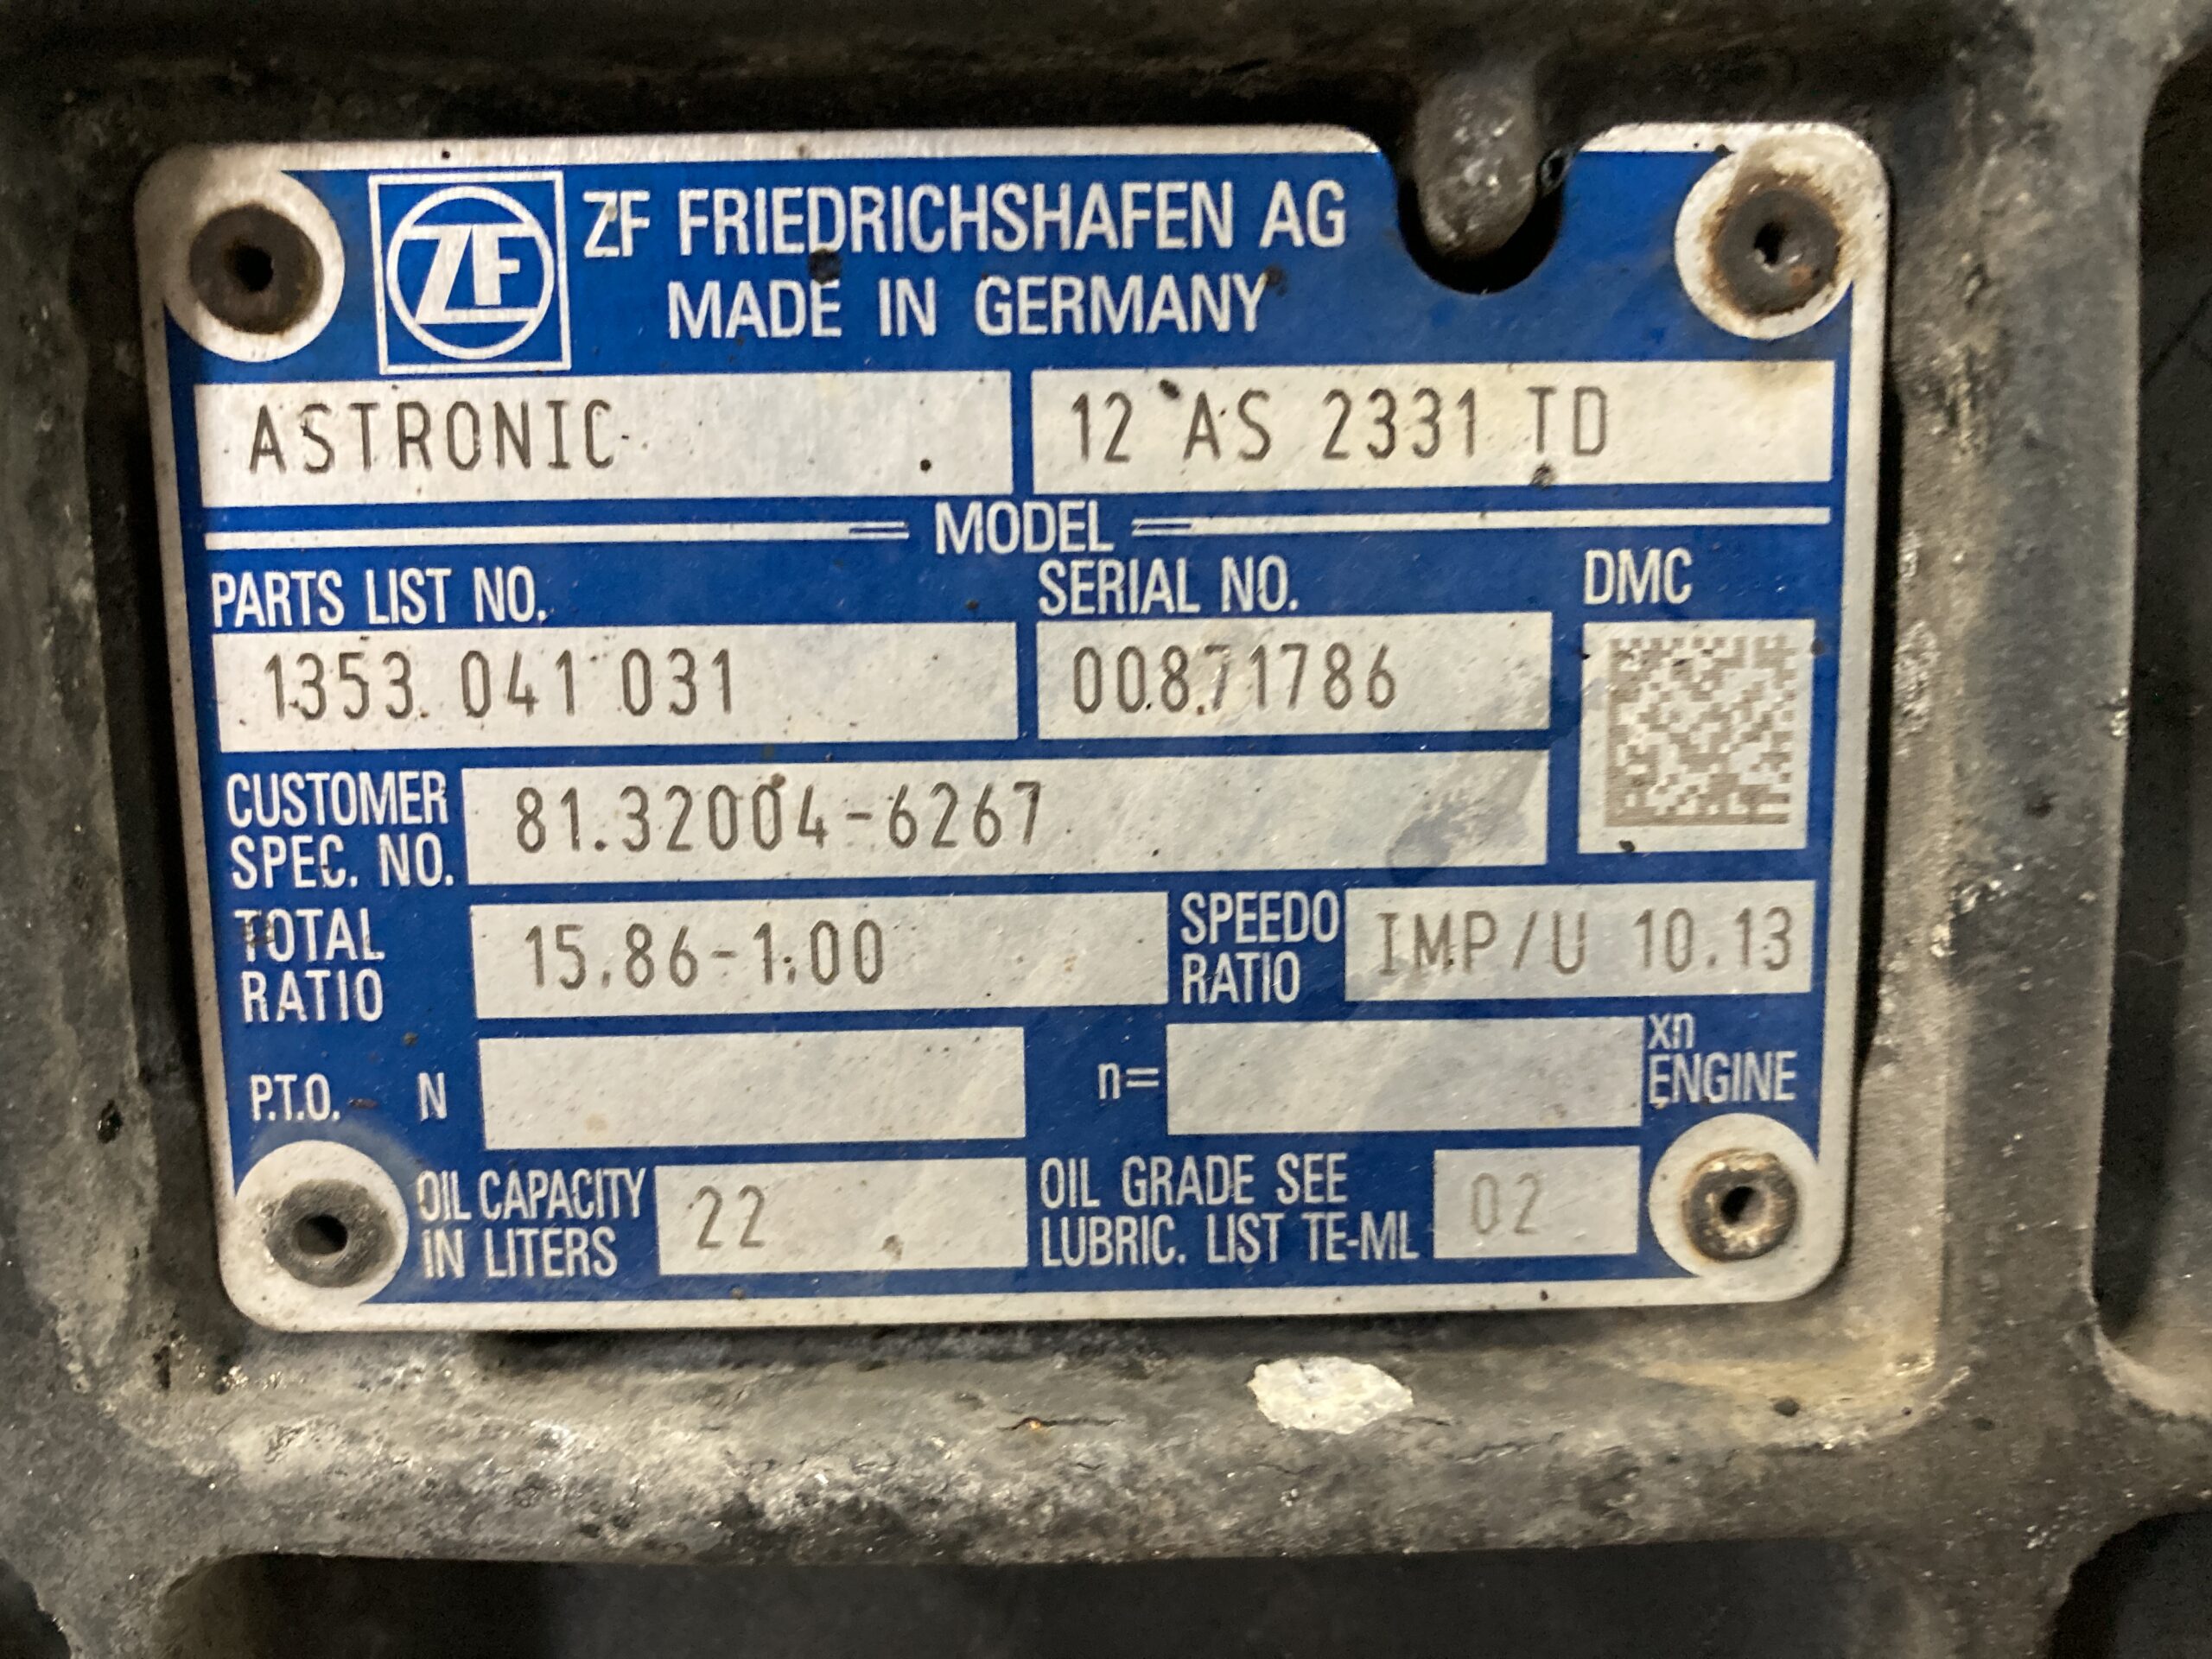 ZF
ZF FRIEDRICHSHAFEN AG
MADE IN GERMANY
ASTRONIC
12 AS 2331 TD
MODEL
PARTS LIST NO.
SERIAL NO.
DMC
1353 041 031
00871786
CUSTOMER
SPEC. NO.
81.32004-6267
TOTAL
RATIO
15.86-1.00
SPEEDO
RATIO
IMP/U 10.13
P.T.O. N
n=
xn
ENGINE
OIL CAPACITY
IN LITERS
22
OIL GRADE SEE
LUBRIC. LIST TE-ML
02